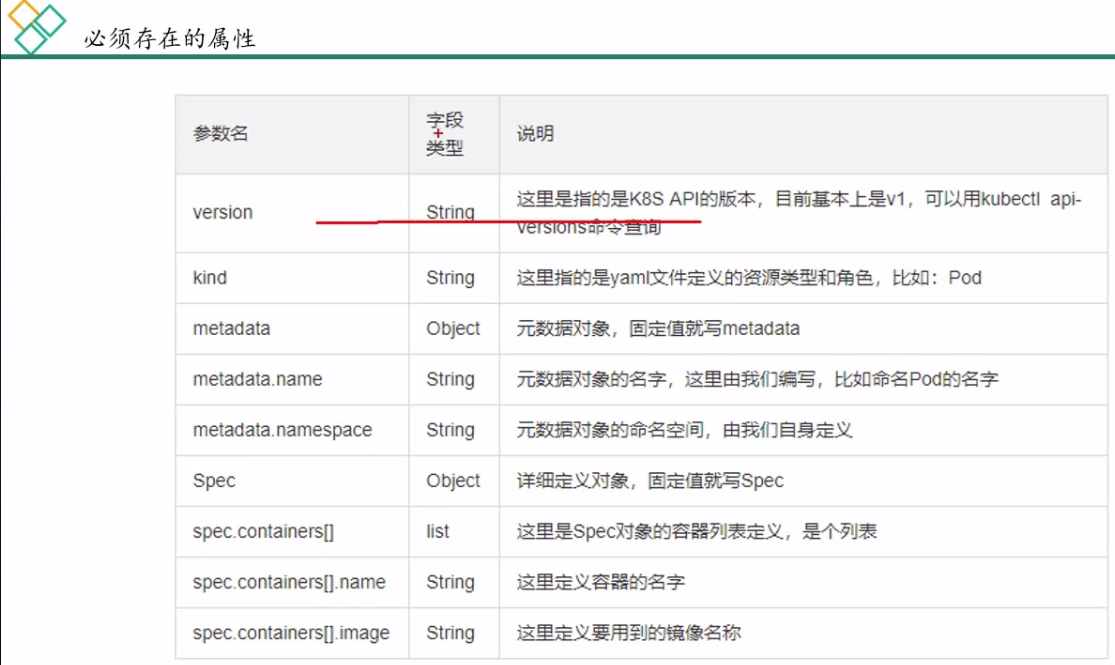 必须存在的属性
参数名
字段
类型
说明
version
String
这里是指的是K8S API的版本，目前基本上是v1，可以用kubectl api-
versions命令查询
kind
String
这里指的是yaml文件定义的资源类型和角色，比如：Pod
metadata
Object
元数据对象，固定值就写metadata
metadata.name
String
元数据对象的名字，这里由我们编写，比如命名Pod的名字
metadata.namespace
String
元数据对象的命名空间，由我们自身定义
Spec
Object
详细定义对象，固定值就写Spec
spec.containers[]
list
这里是Spec对象的容器列表定义，是个列表
spec.containers[].name
String
这里定义容器的名字
spec.containers[].image
String
这里定义要用到的镜像名称